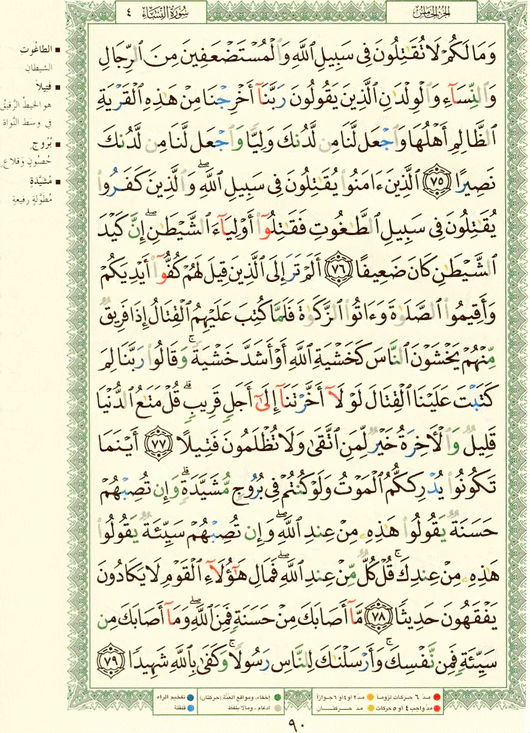 الجزء الخامس
سورة النساء ٤
وَمَا لَكُمْ لَا تُقَٰتِلُونَ فِى سَبِيلِ ٱللَّهِ وَٱلْمُسْتَضْعَفِينَ مِنَ ٱلرِّجَالِ
وَٱلنِّسَآءِ وَٱلْوِلْدَٰنِ ٱلَّذِينَ يَقُولُونَ رَبَّنَآ أَخْرِجْنَا مِنْ هَٰذِهِ ٱلْقَرْيَةِ
ٱلظَّالِمِ أَهْلُهَا وَٱجْعَل لَّنَا مِن لَّدُنكَ وَلِيًّا وَٱجْعَل لَّنَا مِن لَّدُنكَ
نَصِيرًا ٧٥ ٱلَّذِينَ ءَامَنُوا۟ يُقَٰتِلُونَ فِى سَبِيلِ ٱللَّهِ ۖ وَٱلَّذِينَ كَفَرُوا۟
يُقَٰتِلُونَ فِى سَبِيلِ ٱلطَّٰغُوتِ فَقَٰتِلُوٓا۟ أَوْلِيَآءَ ٱلشَّيْطَٰنِ ۖ إِنَّ كَيْدَ
ٱلشَّيْطَٰنِ كَانَ ضَعِيفًا ٧٦ أَلَمْ تَرَ إِلَى ٱلَّذِينَ قِيلَ لَهُمْ كُفُّوٓا۟ أَيْدِيَكُمْ
وَأَقِيمُوا۟ ٱلصَّلَوٰةَ وَءَاتُوا۟ ٱلزَّكَوٰةَ فَلَمَّا كُتِبَ عَلَيْهِمُ ٱلْقِتَالُ إِذَا فَرِيقٌ
مِّنْهُمْ يَخْشَوْنَ ٱلنَّاسَ كَخَشْيَةِ ٱللَّهِ أَوْ أَشَدَّ خَشْيَةً ۚ وَقَالُوا۟ رَبَّنَا لِمَ
كَتَبْتَ عَلَيْنَا ٱلْقِتَالَ لَوْلَآ أَخَّرْتَنَآ إِلَىٰٓ أَجَلٍ قَرِيبٍ ۗ قُلْ مَتَٰعُ ٱلدُّنْيَا
قَلِيلٌ وَٱلْءَاخِرَةُ خَيْرٌ لِّمَنِ ٱتَّقَىٰ وَلَا تُظْلَمُونَ فَتِيلًا ٧٧ أَيْنَمَا
تَكُونُوا۟ يُدْرِككُّمُ ٱلْمَوْتُ وَلَوْ كُنتُمْ فِى بُرُوجٍ مُّشَيَّدَةٍ ۗ وَإِن تُصِبْهُمْ
حَسَنَةٌ يَقُولُوا۟ هَٰذِهِۦ مِنْ عِندِ ٱللَّهِ ۖ وَإِن تُصِبْهُمْ سَيِّئَةٌ يَقُولُوا۟
هَٰذِهِۦ مِنْ عِندِكَ ۚ قُلْ كُلٌّ مِّنْ عِندِ ٱللَّهِ ۖ فَمَالِ هَٰٓؤُلَآءِ ٱلْقَوْمِ لَا يَكَادُونَ
يَفْقَهُونَ حَدِيثًا ٧٨ مَّآ أَصَابَكَ مِنْ حَسَنَةٍ فَمِنَ ٱللَّهِ ۖ وَمَآ أَصَابَكَ مِن
سَيِّئَةٍ فَمِن نَّفْسِكَ ۚ وَأَرْسَلْنَٰكَ لِلنَّاسِ رَسُولًا ۚ وَكَفَىٰ بِٱللَّهِ شَهِيدًا ٧٩
الطاغوت
الشيطان
فتيلا
هو الخيط الرقيق
في وسط النواة
بروج
حصون وقلاع
مشيدة
مطولة رفيعة
مدّ ٦ حركات لزوماً مدّ ٢ أو ٤ أو ٦ جوازاً إخفاء، ومواقع الغنّة (حركتان) تفخيم الراء
مدّ واجب ٤ أو ٥ حركات مدّ حركتان إدغام، وما لا يلفظ قلقلة
٩٠